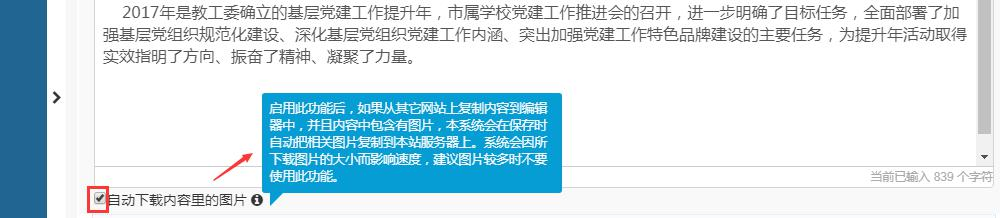 2017年是教工委确立的基层党建工作提升年，市属学校党建工作推进会的召开，进一步明确了目标任务，全面部署了加
强基层党组织规范化建设、深化基层党组织党建工作内涵、突出加强党建工作特色品牌建设的主要任务，为提升年活动取得
实效指明了方向、振奋了精神、凝聚了力量。
启用此功能后，如果从其它网站上复制内容到编辑
器中，并且内容中包含有图片，本系统会在保存时
自动把相关图片复制到本站服务器上。系统会因所
下载图片的大小而影响速度，建议图片较多时不要
使用此功能。
当前已输入 839 个字符
自动下载内容里的图片